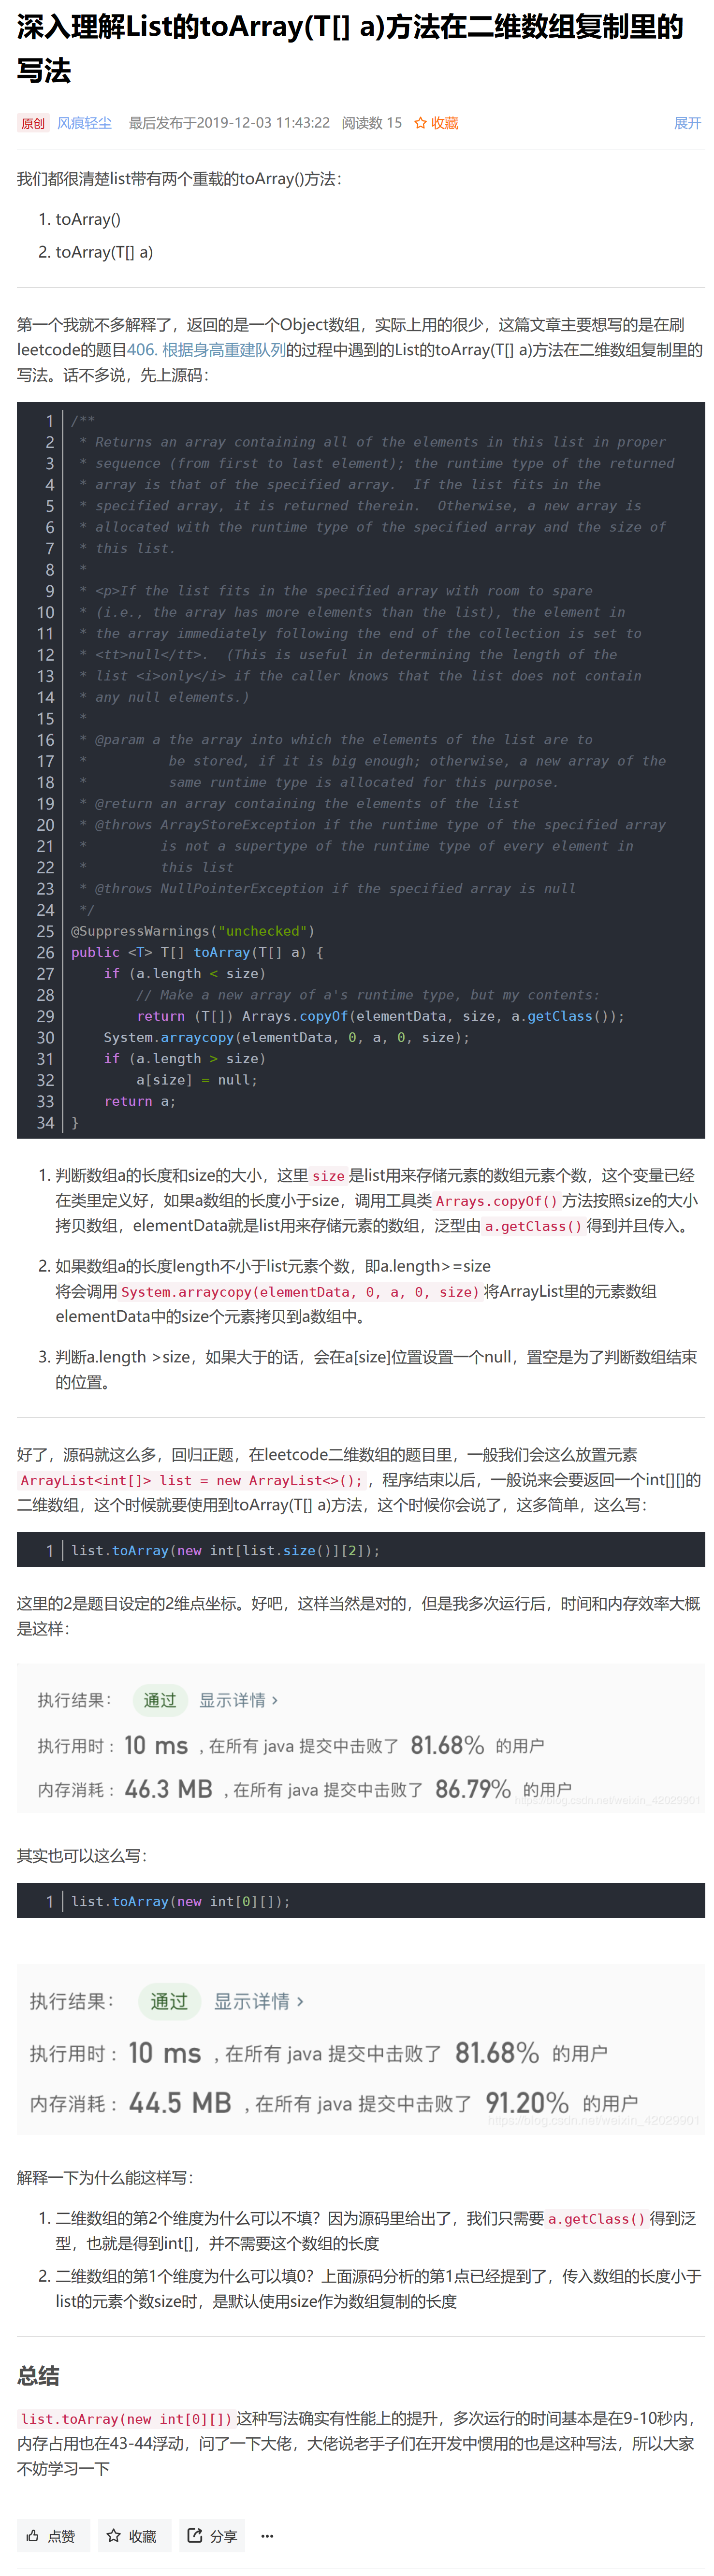 深入理解List的toArray(T[] a)方法在二维数组复制里的
写法
原创 风痕轻尘 最后发布于2019-12-03 11:43:22 阅读数 15 收藏 展开
我们都很清楚list带有两个重载的toArray()方法：
1. toArray()
2. toArray(T[] a)
第一个我就不多解释了，返回的是一个Object数组，实际上用的很少，这篇文章主要想写的是在刷
leetcode的题目406. 根据身高重建队列的过程中遇到的List的toArray(T[] a)方法在二维数组复制里的
写法。话不多说，先上源码：
1 /**
2  * Returns an array containing all of the elements in this list in proper
3  * sequence (from first to last element); the runtime type of the returned
4  * array is that of the specified array.  If the list fits in the
5  * specified array, it is returned therein.  Otherwise, a new array is
6  * allocated with the runtime type of the specified array and the size of
7  * this list.
8  *
9  * <p>If the list fits in the specified array with room to spare
10  * (i.e., the array has more elements than the list), the element in
11  * the array immediately following the end of the collection is set to
12  * <tt>null</tt>.  (This is useful in determining the length of the
13  * list <i>only</i> if the caller knows that the list does not contain
14  * any null elements.)
15  *
16  * @param a the array into which the elements of the list are to
17  *          be stored, if it is big enough; otherwise, a new array of the
18  *          same runtime type is allocated for this purpose.
19  * @return an array containing the elements of the list
20  * @throws ArrayStoreException if the runtime type of the specified array
21  *         is not a supertype of the runtime type of every element in
22  *         this list
23  * @throws NullPointerException if the specified array is null
24  */
25 @SuppressWarnings("unchecked")
26 public <T> T[] toArray(T[] a) {
27     if (a.length < size)
28         // Make a new array of a's runtime type, but my contents:
29         return (T[]) Arrays.copyOf(elementData, size, a.getClass());
30     System.arraycopy(elementData, 0, a, 0, size);
31     if (a.length > size)
32         a[size] = null;
33     return a;
34 }
1. 判断数组a的长度和size的大小，这里size是list用来存储元素的数组元素个数，这个变量已经
在类里定义好，如果a数组的长度小于size，调用工具类Arrays.copyOf()方法按照size的大小
拷贝数组，elementData就是list用来存储元素的数组，泛型由a.getClass()得到并且传入。
2. 如果数组a的长度length不小于list元素个数，即a.length>=size
将会调用System.arraycopy(elementData, 0, a, 0, size)将ArrayList里的元素数组
elementData中的size个元素拷贝到a数组中。
3. 判断a.length >size，如果大于的话，会在a[size]位置设置一个null，置空是为了判断数组结束
的位置。
好了，源码就这么多，回归正题，在leetcode二维数组的题目里，一般我们会这么放置元素
ArrayList<int[]> list = new ArrayList<>();，程序结束以后，一般说来会要返回一个int[][]的
二维数组，这个时候就要使用到toArray(T[] a)方法，这个时候你会说了，这多简单，这么写：
1 list.toArray(new int[list.size()][2]);
这里的2是题目设定的2维点坐标。好吧，这样当然是对的，但是我多次运行后，时间和内存效率大概
是这样：
执行结果： 通过 显示详情 >
执行用时 : 10 ms , 在所有 java 提交中击败了 81.68% 的用户
内存消耗 : 46.3 MB , 在所有 java 提交中击败了 86.79% 的用户
https://blog.csdn.net/weixin_42029901
其实也可以这么写：
1 list.toArray(new int[0][]);
执行结果： 通过 显示详情 >
执行用时 : 10 ms , 在所有 java 提交中击败了 81.68% 的用户
内存消耗 : 44.5 MB , 在所有 java 提交中击败了 91.20% 的用户
https://blog.csdn.net/weixin_42029901
解释一下为什么能这样写：
1. 二维数组的第2个维度为什么可以不填？因为源码里给出了，我们只需要a.getClass()得到泛
型，也就是得到int[]，并不需要这个数组的长度
2. 二维数组的第1个维度为什么可以填0？上面源码分析的第1点已经提到了，传入数组的长度小于
list的元素个数size时，是默认使用size作为数组复制的长度
总结
list.toArray(new int[0][])这种写法确实有性能上的提升，多次运行的时间基本是在9-10秒内，
内存占用也在43-44浮动，问了一下大佬，大佬说老手子们在开发中惯用的也是这种写法，所以大家
不妨学习一下
点赞 收藏 分享 ···